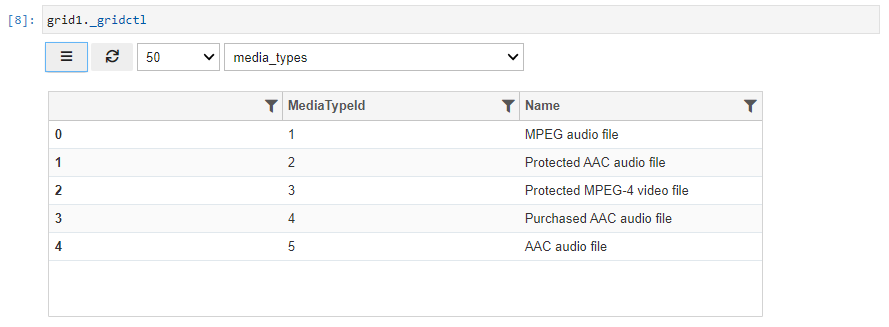 [8]: grid1._gridctl
50 media_types
MediaTypeId Name
0 1 MPEG audio file
1 2 Protected AAC audio file
2 3 Protected MPEG-4 video file
3 4 Purchased AAC audio file
4 5 AAC audio file